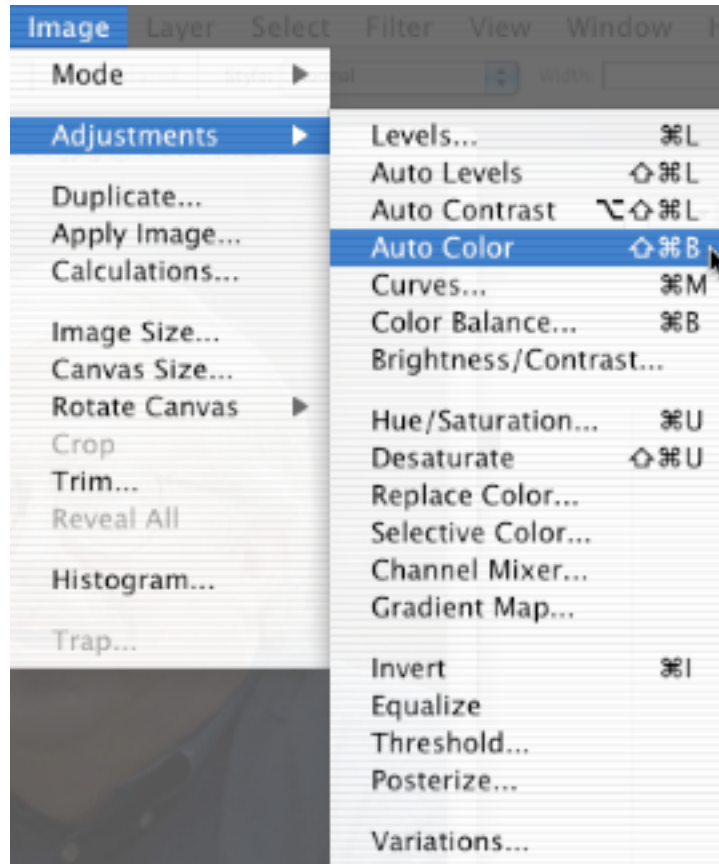 Image Layer Select Filter View Window H
Width:
Mode
Adjustments
Duplicate...
Apply Image...
Calculations...
Image Size...
Canvas Size...
Rotate Canvas
Crop
Trim...
Reveal All
Histogram...
Trap...
Levels... ⌘L
Auto Levels ⇧⌘L
Auto Contrast ⌥⇧⌘L
Auto Color ⇧⌘B
Curves... ⌘M
Color Balance... ⌘B
Brightness/Contrast...
Hue/Saturation... ⌘U
Desaturate ⇧⌘U
Replace Color...
Selective Color...
Channel Mixer...
Gradient Map...
Invert ⌘I
Equalize
Threshold...
Posterize...
Variations...